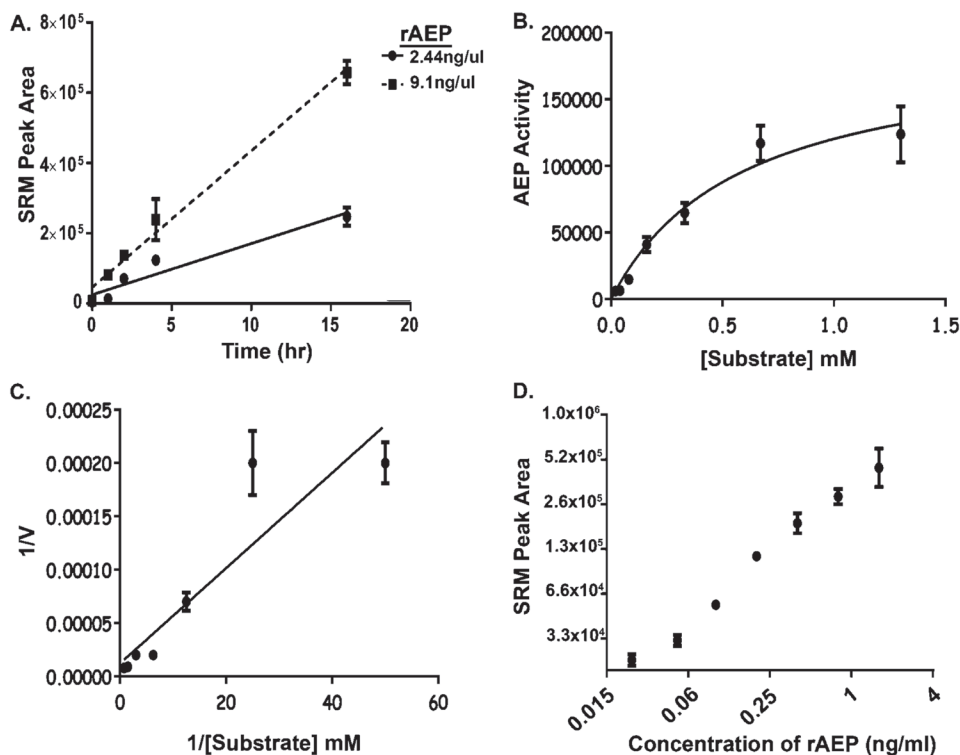 A.
SRM Peak Area
8×10⁵
6×10⁵
4×10⁵
2×10⁵
0
0 5 10 15 20
Time (hr)
rAEP
2.44ng/ul
9.1ng/ul
B.
AEP Activity
200000
150000
100000
50000
0
0.0 0.5 1.0 1.5
[Substrate] mM
C.
1/V
0.00025
0.00020
0.00015
0.00010
0.00005
0.00000
0 20 40 60
1/[Substrate] mM
D.
SRM Peak Area
1.0x10⁶
5.2x10⁵
2.6x10⁵
1.3x10⁵
6.6x10⁴
3.3x10⁴
0.015 0.06 0.25 1 4
Concentration of rAEP (ng/ml)